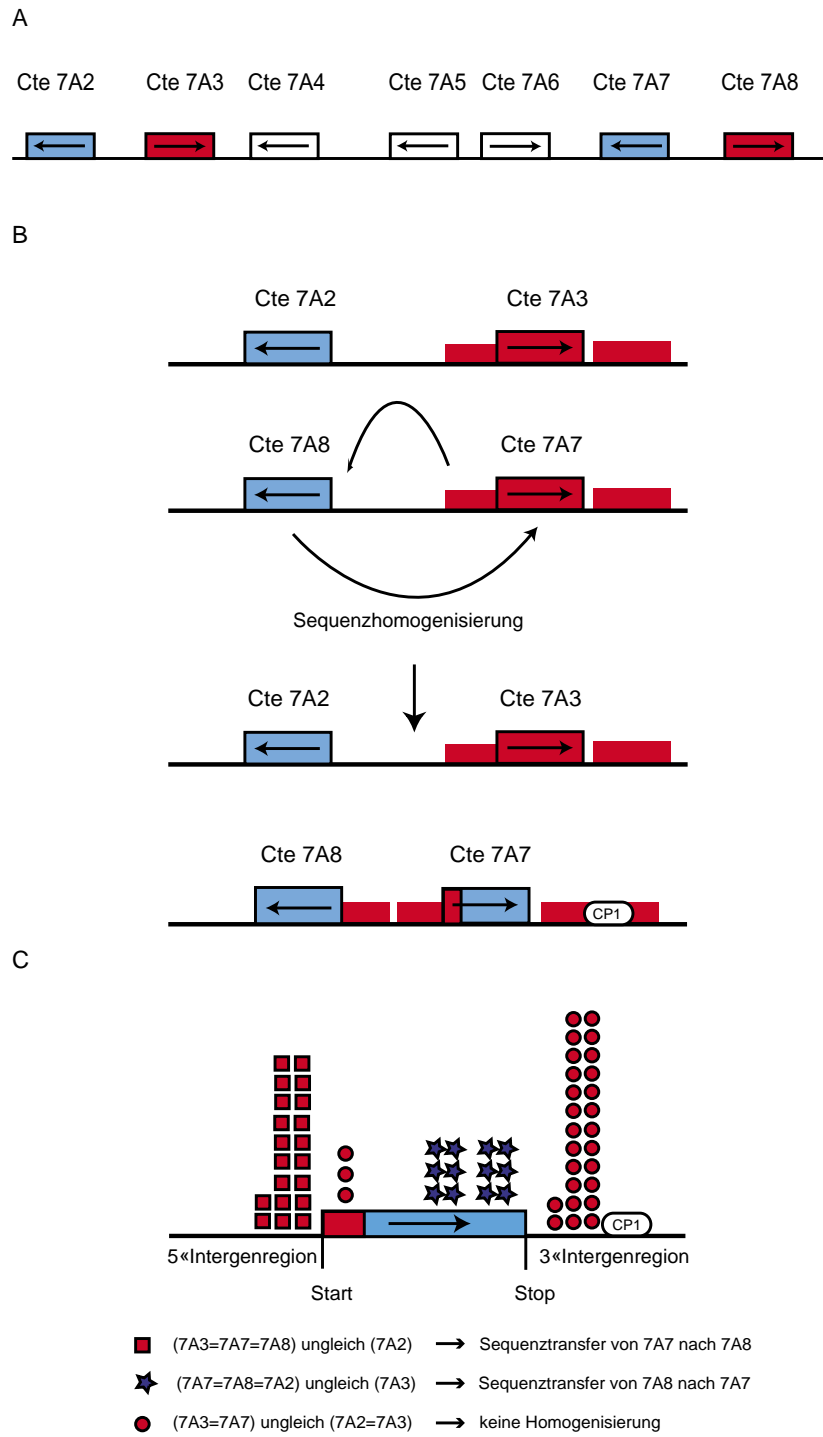 A
Cte 7A2 Cte 7A3 Cte 7A4 Cte 7A5 Cte 7A6 Cte 7A7 Cte 7A8
B
Cte 7A2 Cte 7A3
Cte 7A8 Cte 7A7
Sequenzhomogenisierung
Cte 7A2 Cte 7A3
Cte 7A8 Cte 7A7
CP1
C
CP1
5«Intergenregion 3«Intergenregion
Start Stop
(7A3=7A7=7A8) ungleich (7A2) Sequenztransfer von 7A7 nach 7A8
(7A7=7A8=7A2) ungleich (7A3) Sequenztransfer von 7A8 nach 7A7
(7A3=7A7) ungleich (7A2=7A3) keine Homogenisierung